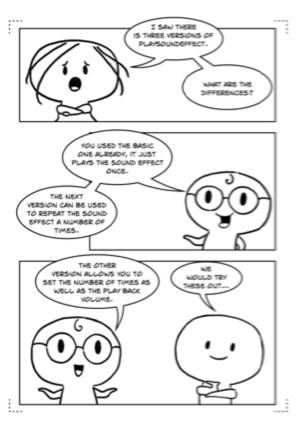 I SAW THERE
IS THREE VERSIONS OF
PLAYSOUNDEFFECT.
WHAT ARE THE
DIFFERENCES?
YOU USED THE BASIC
ONE ALREADY, IT JUST
PLAYS THE SOUND EFFECT
ONCE.
THE NEXT
VERSION CAN BE USED
TO REPEAT THE SOUND
EFFECT A NUMBER OF
TIMES.
THE OTHER
VERSION ALLOWS YOU TO
SET THE NUMBER OF TIMES AS
WELL AS THE PLAY BACK
VOLUME.
WE
WOULD TRY
THESE OUT...